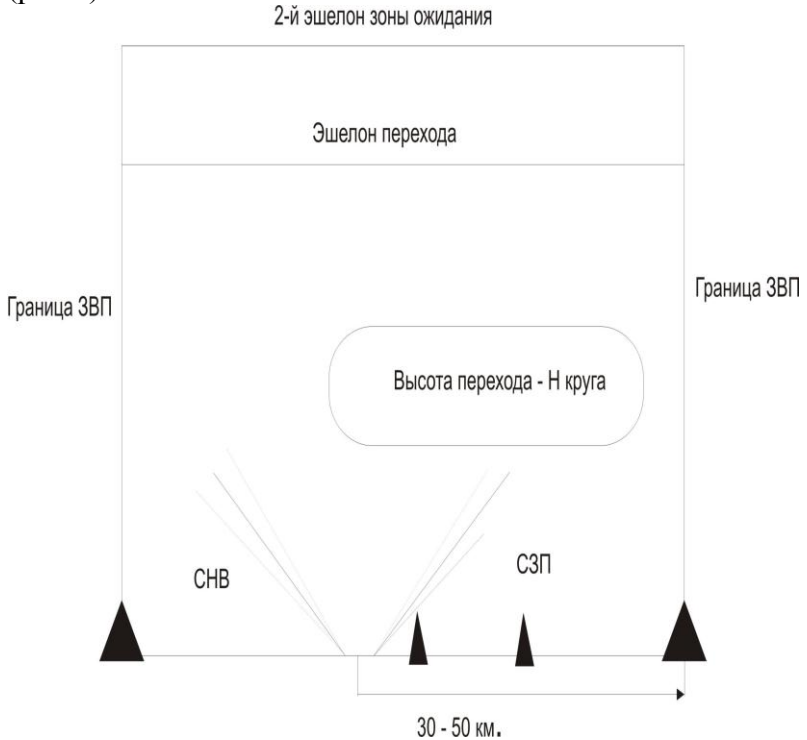 2-й эшелон зоны ожидания
Эшелон перехода
Граница ЗВП
Граница ЗВП
Высота перехода - Н круга
СНВ
СЗП
30 - 50 км.